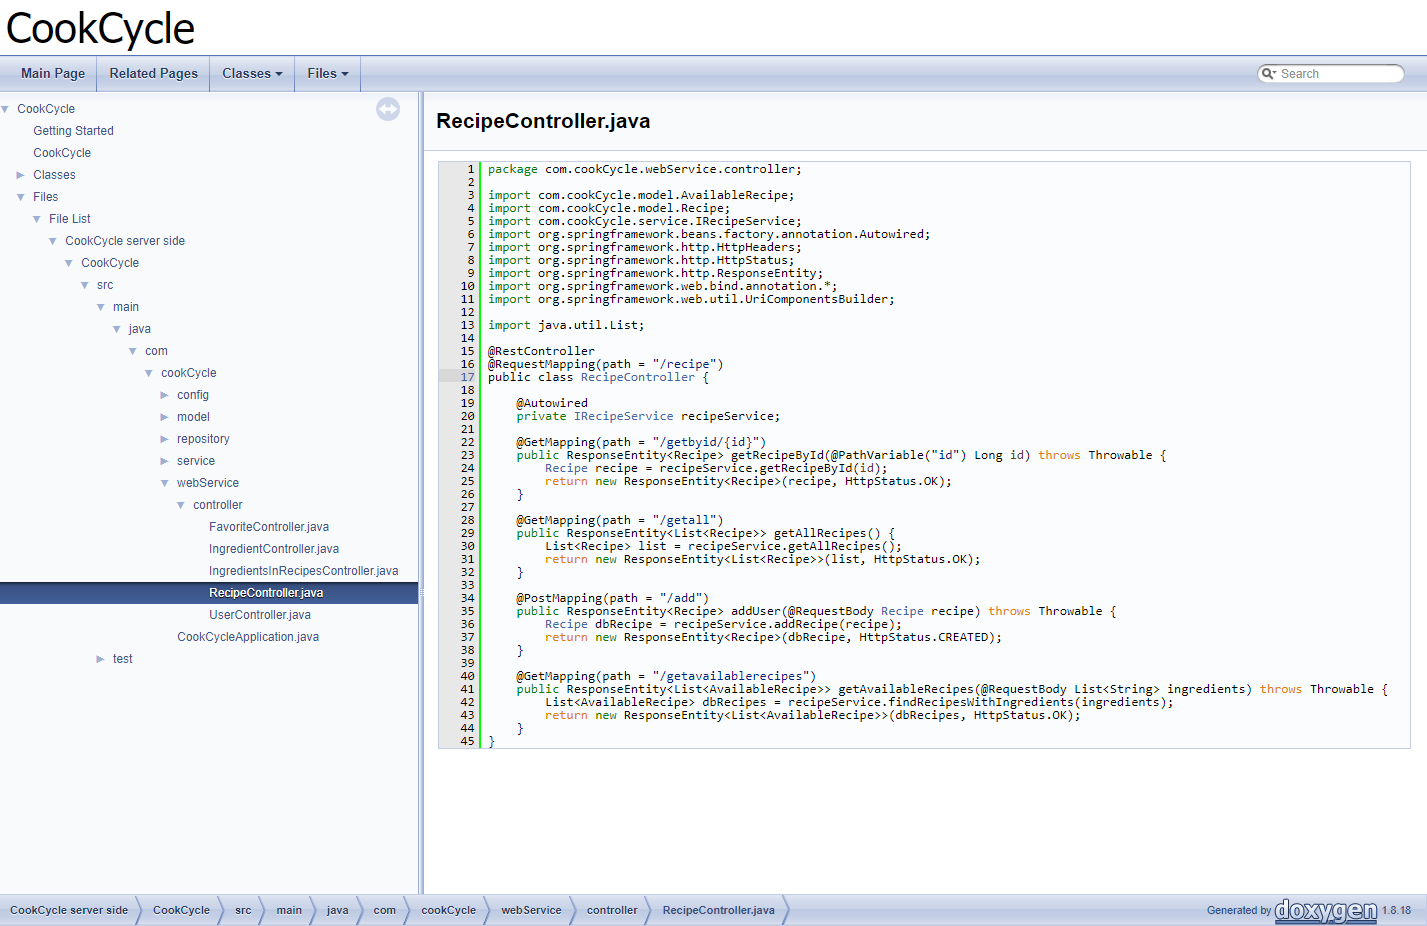 CookCycle
Main Page
Related Pages
Classes
Files
Search
CookCycle
Getting Started
CookCycle
Classes
Files
File List
CookCycle server side
CookCycle
src
main
java
com
cookCycle
config
model
repository
service
webService
controller
FavoriteController.java
IngredientController.java
IngredientsInRecipesController.java
RecipeController.java
UserController.java
CookCycleApplication.java
test
RecipeController.java
1 package com.cookCycle.webService.controller;
2
3 import com.cookCycle.model.AvailableRecipe;
4 import com.cookCycle.model.Recipe;
5 import com.cookCycle.service.IRecipeService;
6 import org.springframework.beans.factory.annotation.Autowired;
7 import org.springframework.http.HttpHeaders;
8 import org.springframework.http.HttpStatus;
9 import org.springframework.http.ResponseEntity;
10 import org.springframework.web.bind.annotation.*;
11 import org.springframework.web.util.UriComponentsBuilder;
12
13 import java.util.List;
14
15 @RestController
16 @RequestMapping(path = "/recipe")
17 public class RecipeController {
18
19     @Autowired
20     private IRecipeService recipeService;
21
22     @GetMapping(path = "/getbyid/{id}")
23     public ResponseEntity<Recipe> getRecipeById(@PathVariable("id") Long id) throws Throwable {
24         Recipe recipe = recipeService.getRecipeById(id);
25         return new ResponseEntity<Recipe>(recipe, HttpStatus.OK);
26     }
27
28     @GetMapping(path = "/getall")
29     public ResponseEntity<List<Recipe>> getAllRecipes() {
30         List<Recipe> list = recipeService.getAllRecipes();
31         return new ResponseEntity<List<Recipe>>(list, HttpStatus.OK);
32     }
33
34     @PostMapping(path = "/add")
35     public ResponseEntity<Recipe> addUser(@RequestBody Recipe recipe) throws Throwable {
36         Recipe dbRecipe = recipeService.addRecipe(recipe);
37         return new ResponseEntity<Recipe>(dbRecipe, HttpStatus.CREATED);
38     }
39
40     @GetMapping(path = "/getavailablerecipes")
41     public ResponseEntity<List<AvailableRecipe>> getAvailableRecipes(@RequestBody List<String> ingredients) throws Throwable {
42         List<AvailableRecipe> dbRecipes = recipeService.findRecipesWithIngredients(ingredients);
43         return new ResponseEntity<List<AvailableRecipe>>(dbRecipes, HttpStatus.OK);
44     }
45 }
CookCycle server side CookCycle src main java com cookCycle webService controller RecipeController.java
Generated by doxygen 1.8.18